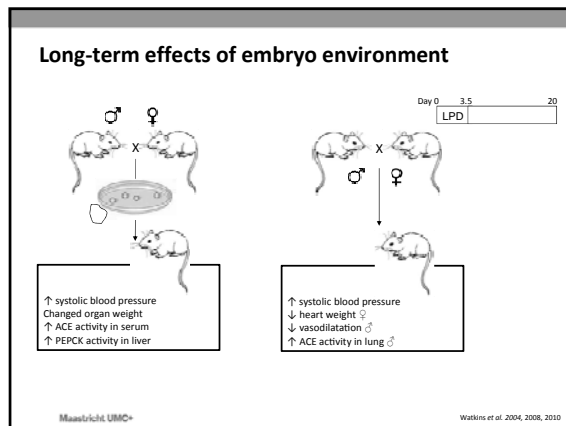 Long-term effects of embryo environment
♂ ♀
X
Day 0 3.5 20
LPD
X
♂ ♀
↑ systolic blood pressure
Changed organ weight
↑ ACE activity in serum
↑ PEPCK activity in liver
↑ systolic blood pressure
↓ heart weight ♀
↓ vasodilatation ♂
↑ ACE activity in lung ♂
Maastricht UMC+
Watkins et al. 2004, 2008, 2010